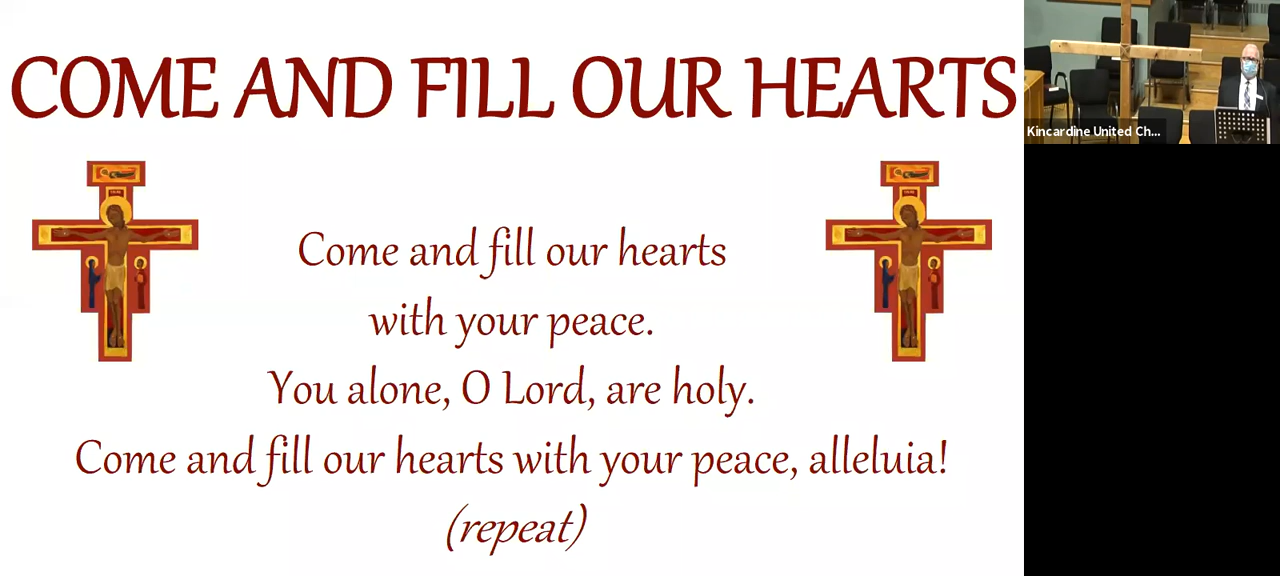 COME AND FILL OUR HEARTS
Come and fill our hearts
with your peace.
You alone, O Lord, are holy.
Come and fill our hearts with your peace, alleluia!
(repeat)
Kincardine United Ch...